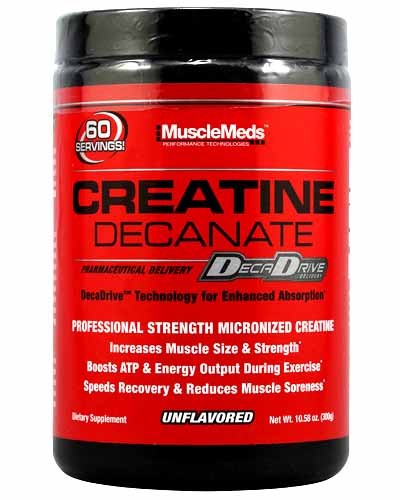 60
SERVINGS!
MuscleMeds™
PERFORMANCE TECHNOLOGIES
CREATINE
DECANATE
PHARMACEUTICAL DELIVERY DECADRIVE
DELIVERY
DecaDrive™ Technology for Enhanced Absorption*
PROFESSIONAL STRENGTH MICRONIZED CREATINE
Increases Muscle Size & Strength*
Boosts ATP & Energy Output During Exercise*
Speeds Recovery & Reduces Muscle Soreness*
Dietary Supplement UNFLAVORED Net Wt. 10.58 oz. (300g)